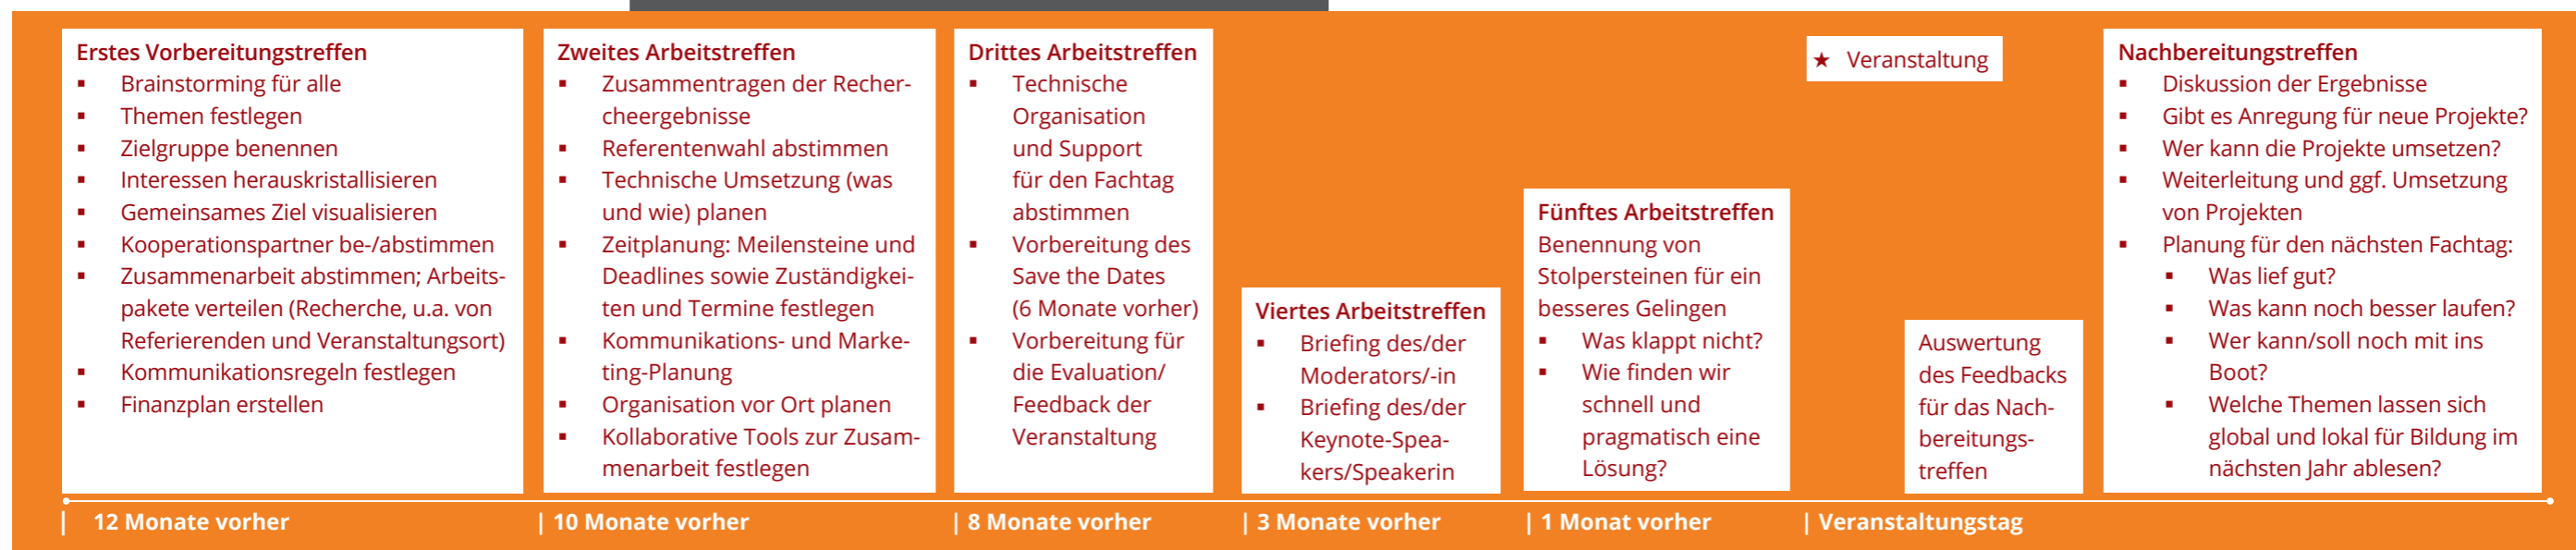 Erstes Vorbereitungstreffen
▪ Brainstorming für alle
▪ Themen festlegen
▪ Zielgruppe benennen
▪ Interessen herauskristallisieren
▪ Gemeinsames Ziel visualisieren
▪ Kooperationspartner be-/abstimmen
▪ Zusammenarbeit abstimmen; Arbeits-
pakete verteilen (Recherche, u.a. von
Referierenden und Veranstaltungsort)
▪ Kommunikationsregeln festlegen
▪ Finanzplan erstellen
Zweites Arbeitstreffen
▪ Zusammentragen der Recher-
cheergebnisse
▪ Referentenwahl abstimmen
▪ Technische Umsetzung (was
und wie) planen
▪ Zeitplanung: Meilensteine und
Deadlines sowie Zuständigkei-
ten und Termine festlegen
▪ Kommunikations- und Marke-
ting-Planung
▪ Organisation vor Ort planen
▪ Kollaborative Tools zur Zusam-
menarbeit festlegen
Drittes Arbeitstreffen
▪ Technische
Organisation
und Support
für den Fachtag
abstimmen
▪ Vorbereitung des
Save the Dates
(6 Monate vorher)
▪ Vorbereitung für
die Evaluation/
Feedback der
Veranstaltung
Viertes Arbeitstreffen
▪ Briefing des/der
Moderators/-in
▪ Briefing des/der
Keynote-Spea-
kers/Speakerin
Fünftes Arbeitstreffen
Benennung von
Stolpersteinen für ein
besseres Gelingen
▪ Was klappt nicht?
▪ Wie finden wir
schnell und
pragmatisch eine
Lösung?
★ Veranstaltung
Auswertung
des Feedbacks
für das Nach-
bereitungs-
treffen
Nachbereitungstreffen
▪ Diskussion der Ergebnisse
▪ Gibt es Anregung für neue Projekte?
▪ Wer kann die Projekte umsetzen?
▪ Weiterleitung und ggf. Umsetzung
von Projekten
▪ Planung für den nächsten Fachtag:
▪ Was lief gut?
▪ Was kann noch besser laufen?
▪ Wer kann/soll noch mit ins
Boot?
▪ Welche Themen lassen sich
global und lokal für Bildung im
nächsten Jahr ablesen?
| 12 Monate vorher
| 10 Monate vorher
| 8 Monate vorher
| 3 Monate vorher
| 1 Monat vorher
| Veranstaltungstag